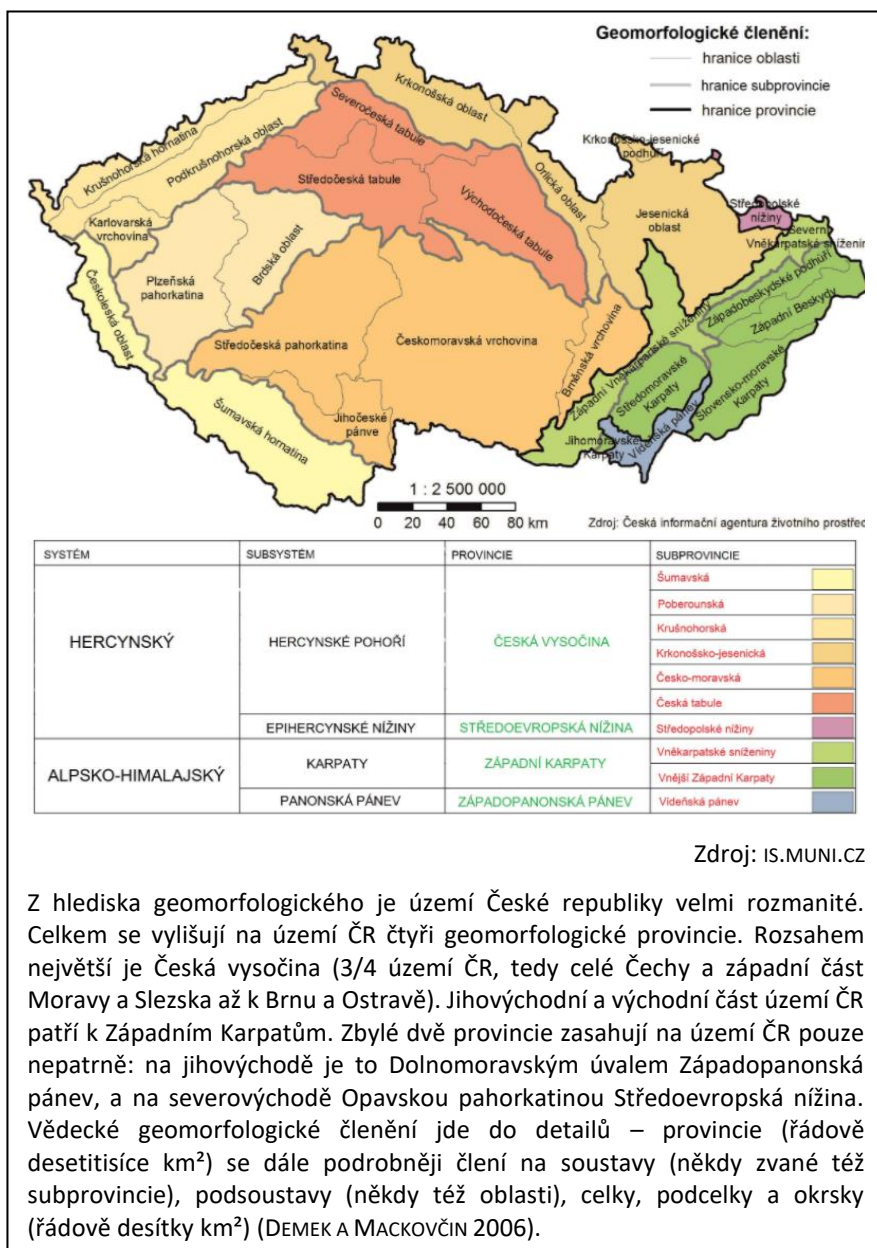 Geomorfologické členění:
hranice oblasti
hranice subprovincie
hranice provincie
Krkonošská oblast
Severočeská tabule
Krušnohorská hornatina
Podkrušnohorská oblast
Krkonošsko-jesenické
podhůří
Středočeská tabule
Orlická oblast
Východočeská tabule
Karlovarská
vrchovina
Jesenická
oblast
Středopolské
nížiny
Severní
Vněkarpatské sníženin
Českoleská oblast
Plzeňská
pahorkatina
Brdská oblast
Západobeskydské podhůří
Západní Beskydy
Středočeská pahorkatina
Českomoravská vrchovina
Brněnská vrchovina
Západní Vněkarpatské sníženiny
Středomoravské
Karpaty
Slovensko-moravské
Karpaty
Šumavská hornatina
Jihočeské
pánve
Jihomoravské
Karpaty
Vídeňská pánev
1 : 2 500 000
0 20 40 60 80 km
Zdroj: Česká informační agentura životního prostřed
SYSTÉM SUBSYSTÉM PROVINCIE SUBPROVINCIE
Šumavská
Poberounská
Krušnohorská
HERCYNSKÝ HERCYNSKÉ POHOŘÍ ČESKÁ VYSOČINA
Krkonošsko-jesenická
Česko-moravská
Česká tabule
EPIHERCYNSKÉ NÍŽINY STŘEDOEVROPSKÁ NÍŽINA Středopolské nížiny
Vněkarpatské sníženiny
ALPSKO-HIMALAJSKÝ KARPATY ZÁPADNÍ KARPATY
Vnější Západní Karpaty
PANONSKÁ PÁNEV ZÁPADOPANONSKÁ PÁNEV Vídeňská pánev
Zdroj: IS.MUNI.CZ
Z hlediska geomorfologického je území České republiky velmi rozmanité.
Celkem se vylišují na území ČR čtyři geomorfologické provincie. Rozsahem
největší je Česká vysočina (3/4 území ČR, tedy celé Čechy a západní část
Moravy a Slezska až k Brnu a Ostravě). Jihovýchodní a východní část území ČR
patří k Západním Karpatům. Zbylé dvě provincie zasahují na území ČR pouze
nepatrně: na jihovýchodě je to Dolnomoravským úvalem Západopanonská
pánev, a na severovýchodě Opavskou pahorkatinou Středoevropská nížina.
Vědecké geomorfologické členění jde do detailů – provincie (řádově
desetitisíce km²) se dále podrobněji člení na soustavy (někdy zvané též
subprovincie), podsoustavy (někdy též oblasti), celky, podcelky a okrsky
(řádově desítky km²) (DEMEK A MACKOVČIN 2006).